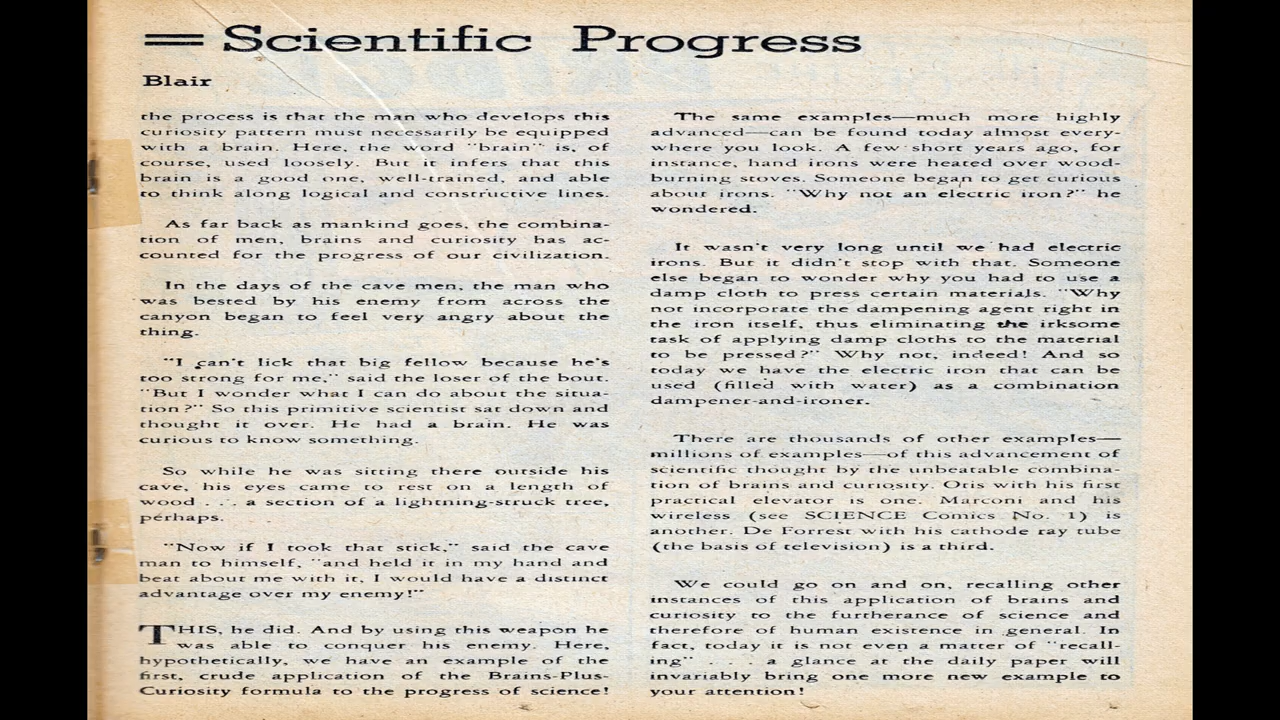 = Scientific Progress
Blair
the process is that the man who develops this
curiosity pattern must necessarily be equipped
with a brain. Here, the word "brain" is, of
course, used loosely. But it infers that this
brain is a good one, well-trained, and able
to think along logical and constructive lines.
As far back as mankind goes, the combina-
tion of men, brains and curiosity has ac-
counted for the progress of our civilization.
In the days of the cave men, the man who
was bested by his enemy from across the
canyon began to feel very angry about the
thing.
"I can't lick that big fellow because he's
too strong for me," said the loser of the bout.
"But I wonder what I can do about the situa-
tion?" So this primitive scientist sat down and
thought it over. He had a brain. He was
curious to know something.
So while he was sitting there outside his
cave, his eyes came to rest on a length of
wood . . . a section of a lightning-struck tree,
perhaps.
"Now if I took that stick," said the cave
man to himself, "and held it in my hand and
beat about me with it, I would have a distinct
advantage over my enemy!"
THIS, he did. And by using this weapon he
was able to conquer his enemy. Here,
hypothetically, we have an example of the
first, crude application of the Brains-Plus-
Curiosity formula to the progress of science!
The same examples—much more highly
advanced—can be found today almost every-
where you look. A few short years ago, for
instance, hand irons were heated over wood-
burning stoves. Someone began to get curious
about irons. "Why not an electric iron?" he
wondered.
It wasn't very long until we had electric
irons. But it didn't stop with that. Someone
else began to wonder why you had to use a
damp cloth to press certain materials. "Why
not incorporate the dampening agent right in
the iron itself, thus eliminating the irksome
task of applying damp cloths to the material
to be pressed?" Why not, indeed! And so
today we have the electric iron that can be
used (filled with water) as a combination
dampener-and-ironer.
There are thousands of other examples—
millions of examples—of this advancement of
scientific thought by the unbeatable combina-
tion of brains and curiosity. Otis with his first
practical elevator is one. Marconi and his
wireless (see SCIENCE Comics No. 1) is
another. De Forrest with his cathode ray tube
(the basis of television) is a third.
We could go on and on, recalling other
instances of this application of brains and
curiosity to the furtherance of science and
therefore of human existence in general. In
fact, today it is not even a matter of "recall-
ing" . . . . a glance at the daily paper will
invariably bring one more new example to
your attention!